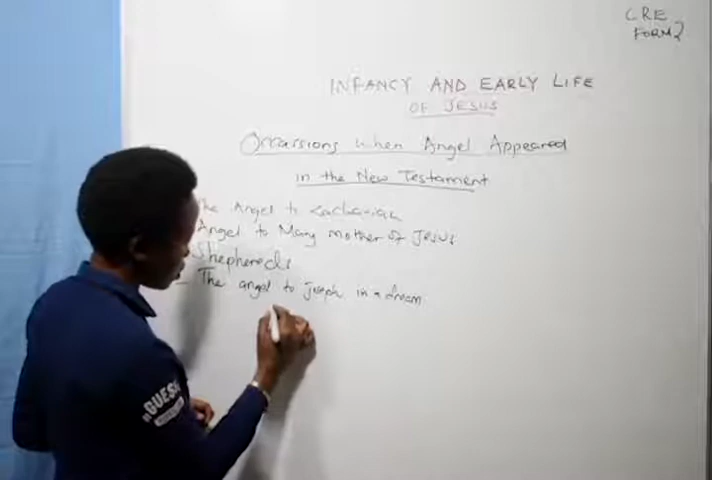 CRE
FORM 2
INFANCY AND EARLY LIFE
OF JESUS
Occassions when Angel Appeared
in the New Testament
The Angel to Zachariah
Angel to Mary mother of JESUS
Shepherds
- The angel to Joseph in a dream
GUESS